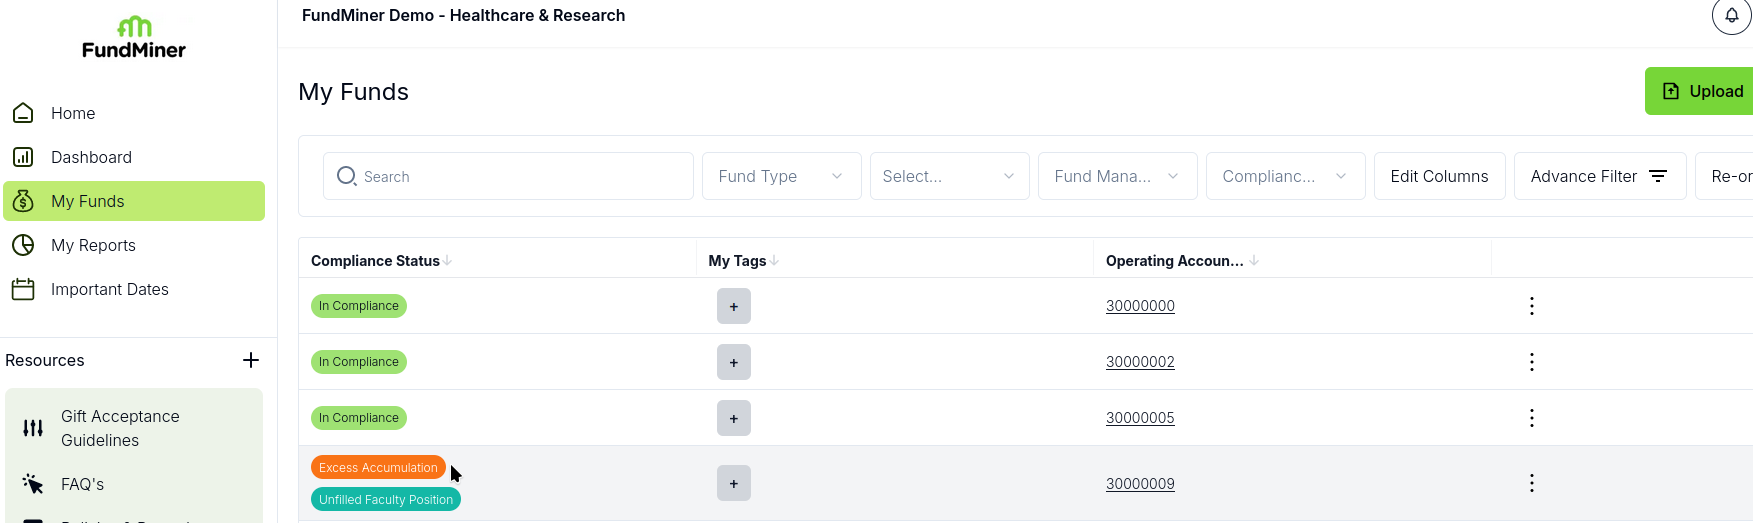 FundMiner Demo - Healthcare & Research
FundMiner
Home
Dashboard
My Funds
My Reports
Important Dates
Resources
Gift Acceptance
Guidelines
FAQ's
My Funds
Upload
Search
Fund Type
Select...
Fund Mana...
Complianc...
Edit Columns
Advance Filter
Re-or
Compliance Status
My Tags
Operating Accoun...
In Compliance
+
30000000
In Compliance
+
30000002
In Compliance
+
30000005
Excess Accumulation
Unfilled Faculty Position
+
30000009